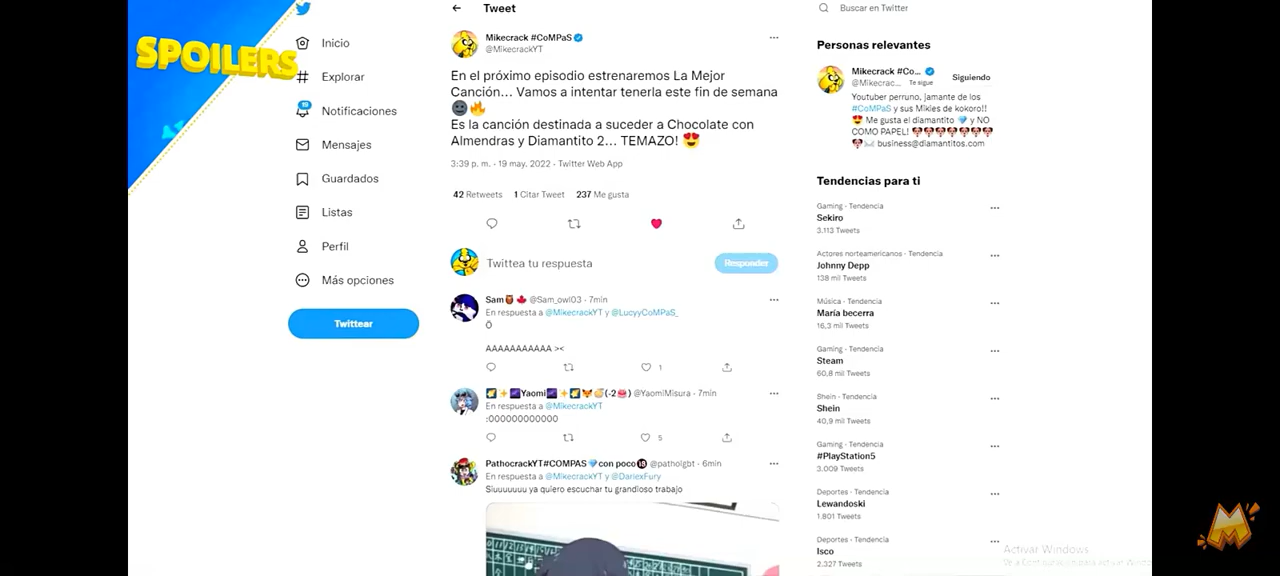 SPOILERS
Inicio
Explorar
19
Notificaciones
Mensajes
Guardados
Listas
Perfil
Más opciones
Twittear
Tweet
Mikecrack #CoMPaS
@MikecrackYT
En el próximo episodio estrenaremos La Mejor
Canción... Vamos a intentar tenerla este fin de semana
🌚🔥
Es la canción destinada a suceder a Chocolate con
Almendras y Diamantito 2... TEMAZO! 😍
3:39 p. m. · 19 may. 2022 · Twitter Web App
42 Retweets 1 Citar Tweet 237 Me gusta
Twittea tu respuesta
Responder
Sam🦉🍁 @Sam_owl03 · 7min
En respuesta a @MikecrackYT y @LucyyCoMPaS_
Ö
AAAAAAAAAAA ><
1
Yaomi (-2) @YaomiMisura · 7min
En respuesta a @MikecrackYT
:OOOOOOOOOOOO
5
PathocrackYT#COMPAS💎con poco🔞 @patholgbt · 6min
En respuesta a @MikecrackYT y @DariexFury
Siuuuuuu ya quiero escuchar tu grandioso trabajo
Buscar en Twitter
Personas relevantes
Mikecrack #Co...
@Mikecrac... Te sigue
Siguiendo
Youtuber perruno, jamante de los
#CoMPaS y sus Mikies de kokoro!!
😍 Me gusta el diamantito 💎 y NO
COMO PAPEL!
business@diamantitos.com
Tendencias para ti
Gaming · Tendencia
Sekiro
3.113 Tweets
Actores norteamericanos · Tendencia
Johnny Depp
138 mil Tweets
Música · Tendencia
María becerra
16,3 mil Tweets
Gaming · Tendencia
Steam
60,8 mil Tweets
Shein · Tendencia
Shein
40,9 mil Tweets
Gaming · Tendencia
#PlayStation5
3.009 Tweets
Deportes · Tendencia
Lewandoski
1.801 Tweets
Deportes · Tendencia
Isco
2.327 Tweets
Activar Windows
M